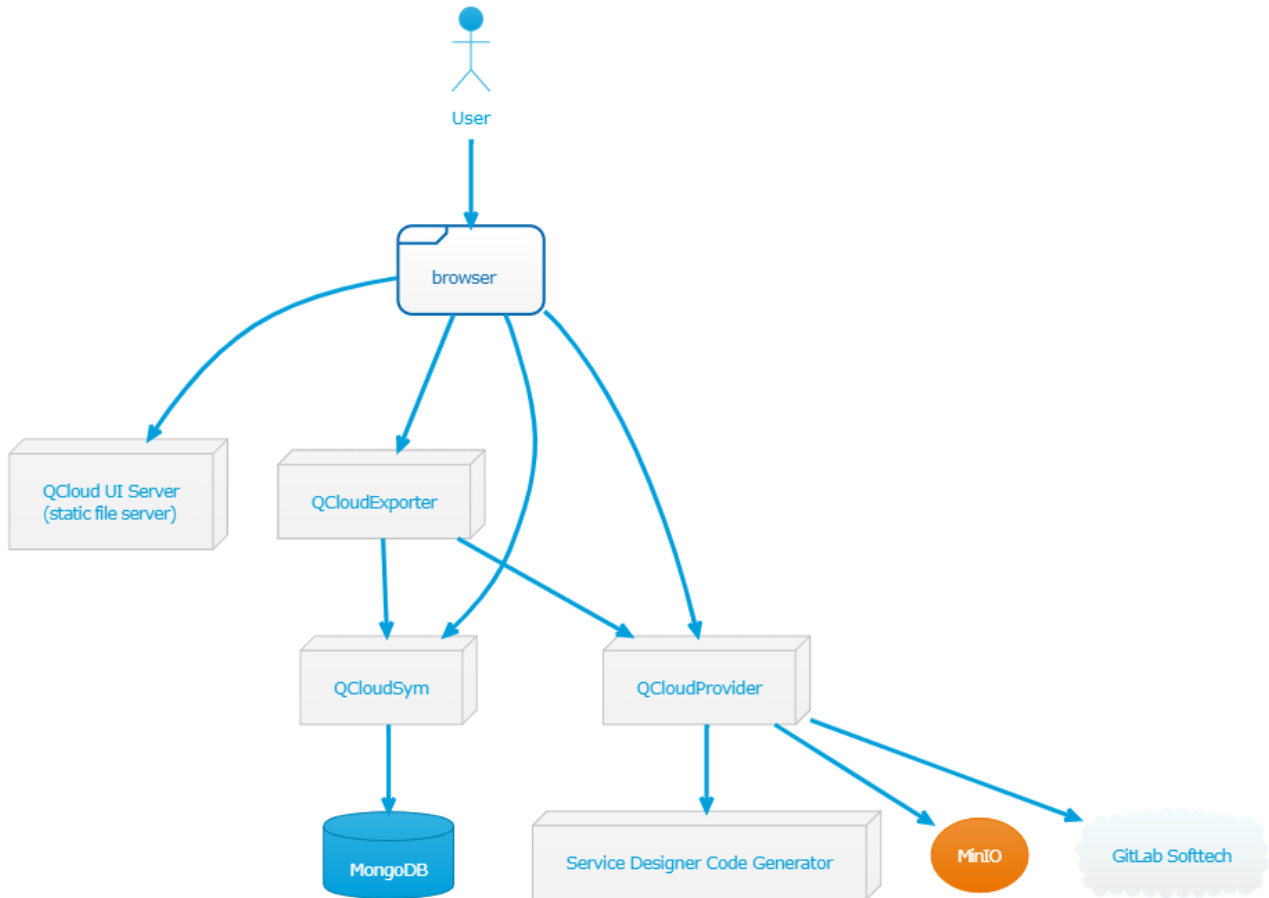 User
browser
QCloud UI Server
(static file server)
QCloudExporter
QCloudSym
QCloudProvider
MongoDB
Service Designer Code Generator
MinIO
GitLab Softtech